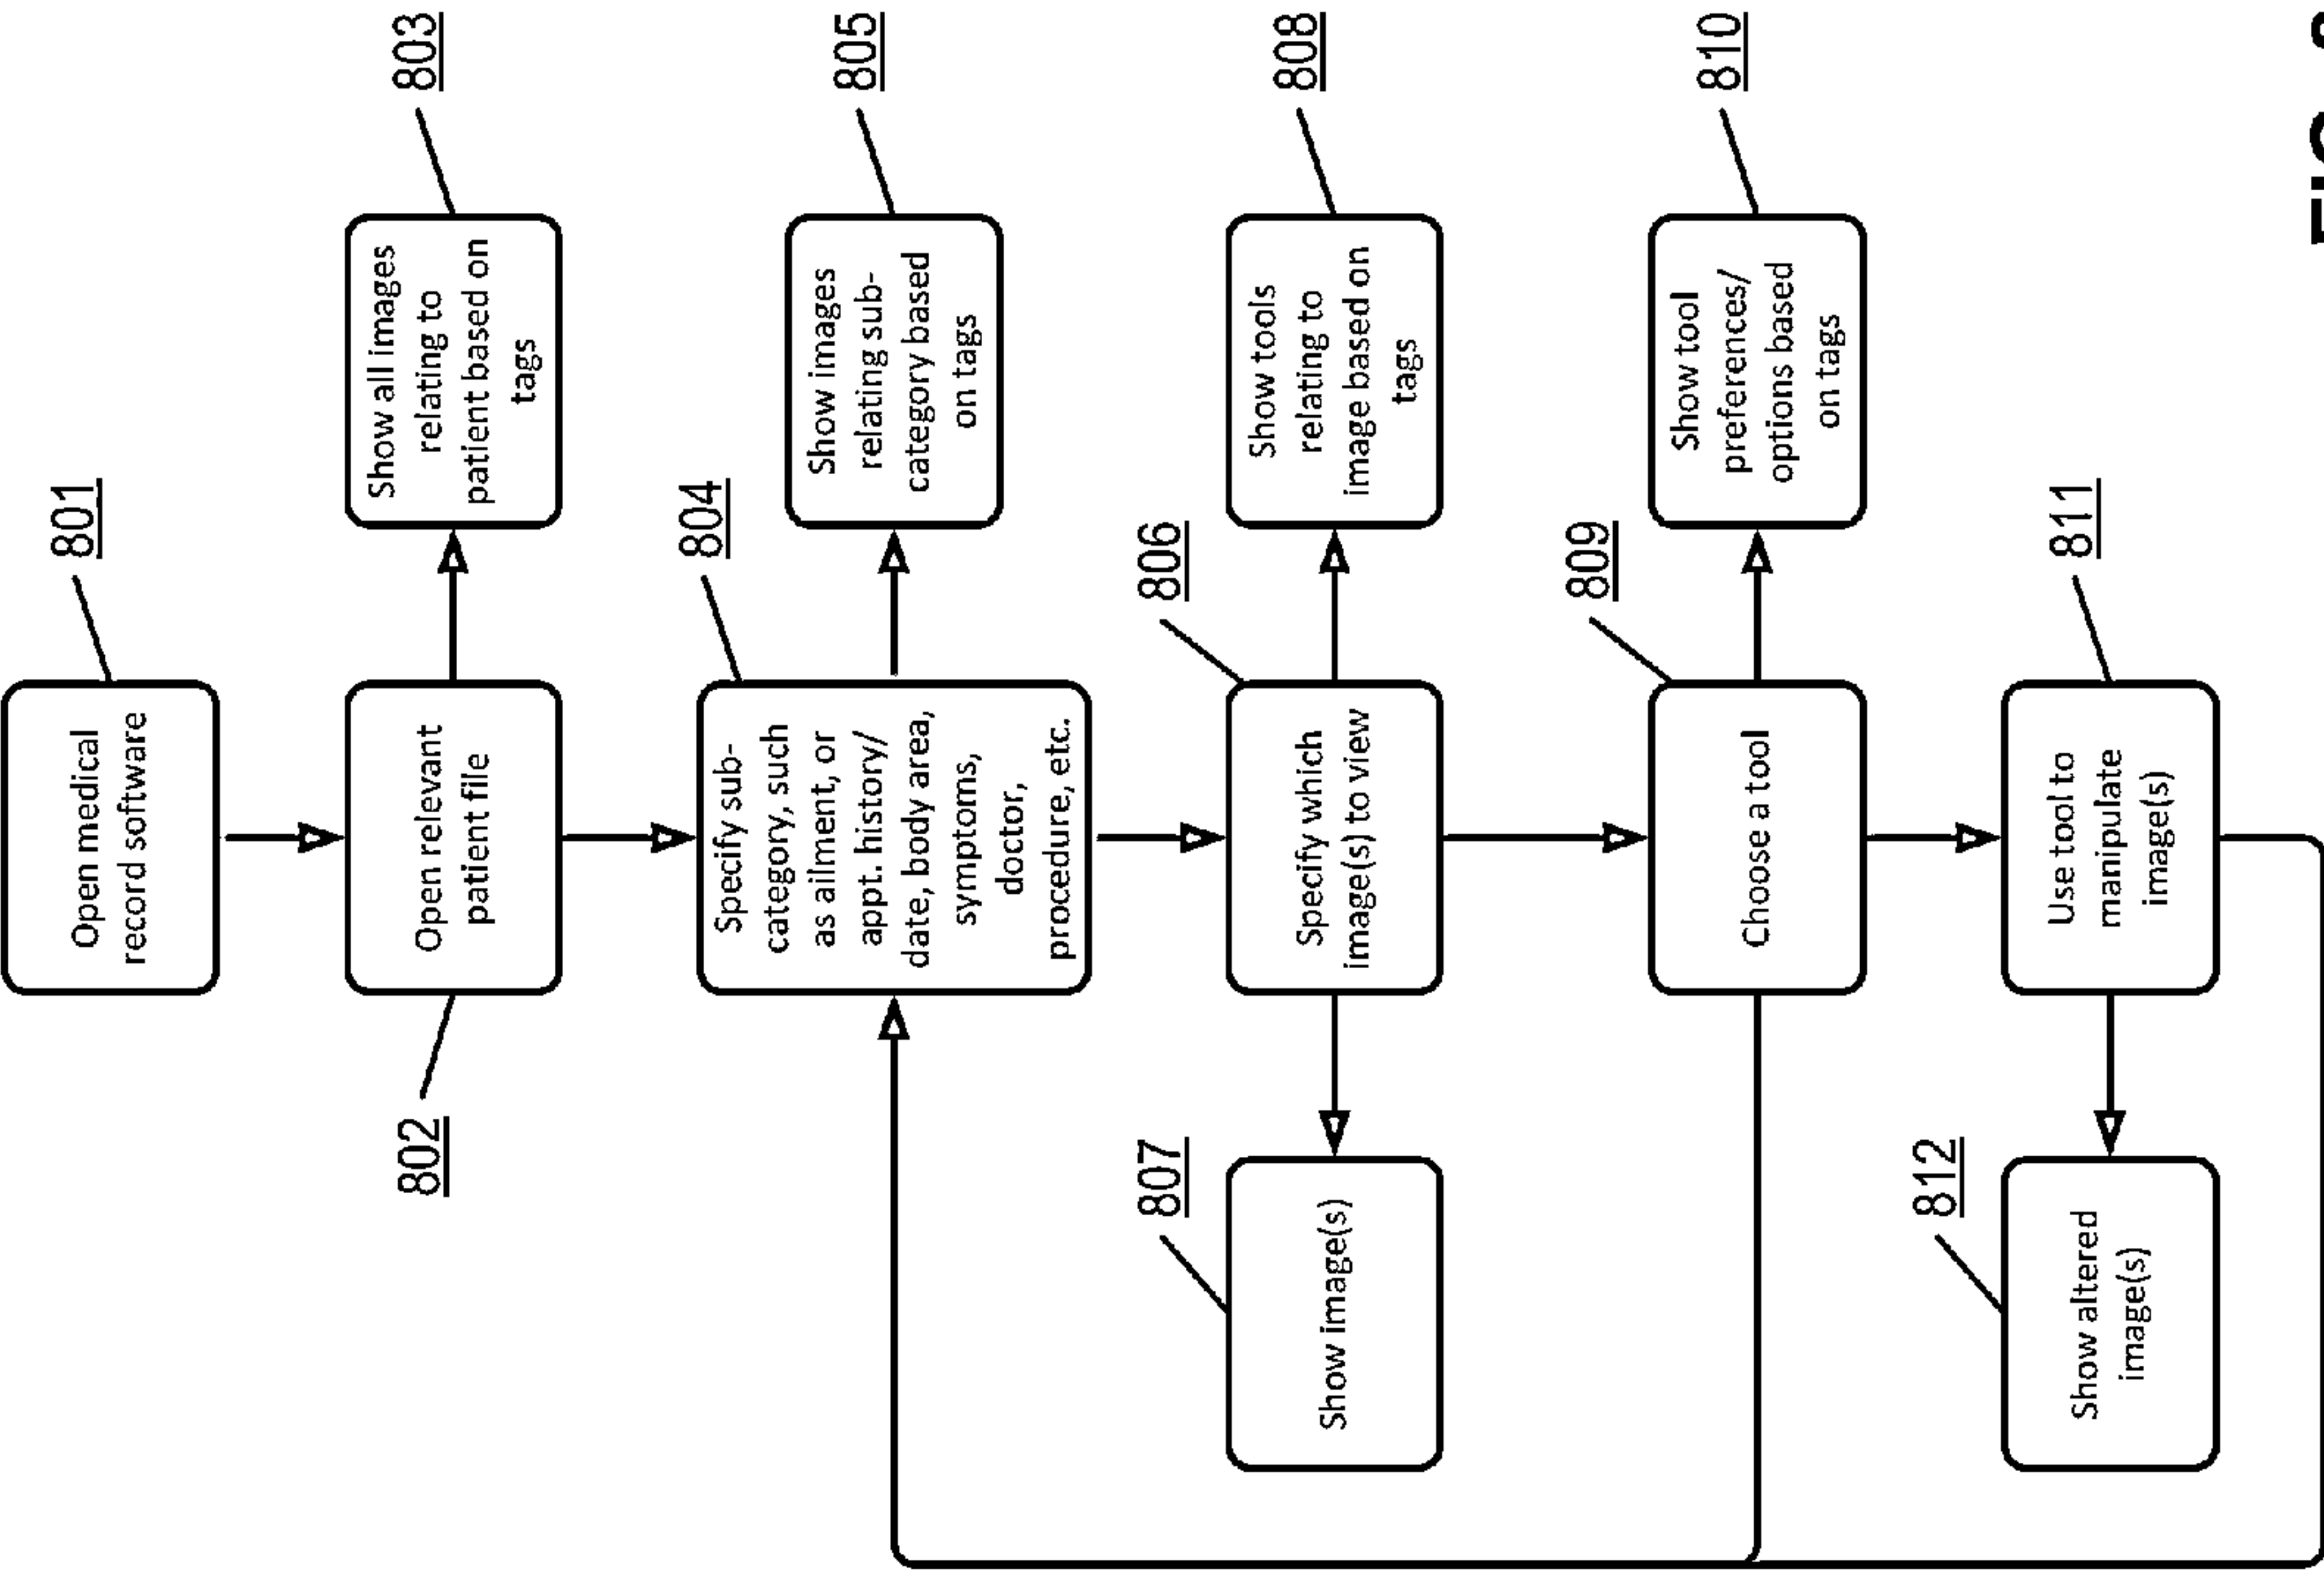 801
Open medical
record software
802
Open relevant
patient file
803
Show all images
relating to
patient based on
tags
804
Specify sub-
category, such
as ailment, or
appt. history/
date, body area,
symptoms,
doctor,
procedure, etc.
805
Show images
relating sub-
category based
on tags
806
Specify which
image(s) to view
807
Show image(s)
808
Show tools
relating to
image based on
tags
809
Choose a tool
810
Show tool
preferences/
options based
on tags
811
Use tool to
manipulate
image(s)
812
Show altered
image(s)